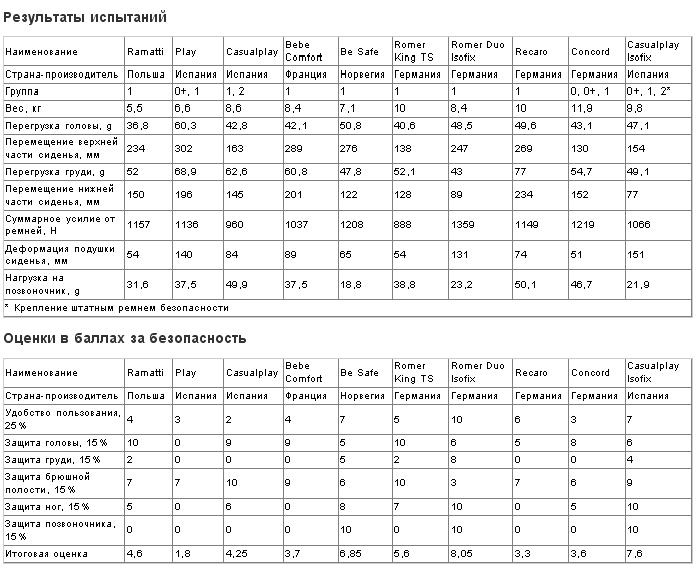 Результаты испытаний
Наименование Ramatti Play Casualplay Bebe Comfort Be Safe Romer King TS Romer Duo Isofix Recaro Concord Casualplay Isofix
Страна-производитель Польша Испания Испания Франция Норвегия Германия Германия Германия Германия Испания
Группа 1 0+, 1 1, 2 1 1 1 1 1 0, 0+, 1 0+, 1, 2*
Вес, кг 5,5 6,6 8,6 8,4 7,1 10 8,4 10 11,9 9,8
Перегрузка головы, g 36,8 60,3 42,8 42,1 50,8 40,6 48,5 49,6 43,1 47,1
Перемещение верхней части сиденья, мм 234 302 163 289 276 138 247 269 130 154
Перегрузка груди, g 52 68,9 62,6 60,8 47,8 52,1 43 77 54,7 49,1
Перемещение нижней части сиденья, мм 150 196 145 201 122 128 89 234 152 77
Суммарное усилие от ремней, Н 1157 1136 960 1037 1208 888 1359 1149 1219 1066
Деформация подушки сиденья, мм 54 140 84 89 65 54 131 74 51 151
Нагрузка на позвоночник, g 31,6 37,5 49,9 37,5 18,8 38,8 23,2 50,1 46,7 21,9
* Крепление штатным ремнем безопасности
Оценки в баллах за безопасность
Наименование Ramatti Play Casualplay Bebe Comfort Be Safe Romer King TS Romer Duo Isofix Recaro Concord Casualplay Isofix
Страна-производитель Польша Испания Испания Франция Норвегия Германия Германия Германия Германия Испания
Удобство пользования, 25% 4 3 2 4 7 5 10 6 3 7
Защита головы, 15% 10 0 9 9 5 10 6 5 8 6
Защита груди, 15% 2 0 0 0 5 2 8 0 0 4
Защита брюшной полости, 15% 7 7 10 9 6 10 3 7 6 9
Защита ног, 15% 5 0 6 0 8 7 10 0 5 10
Защита позвоночника, 15% 0 0 0 0 10 0 10 0 0 10
Итоговая оценка 4,6 1,8 4,25 3,7 6,85 5,6 8,05 3,3 3,6 7,6